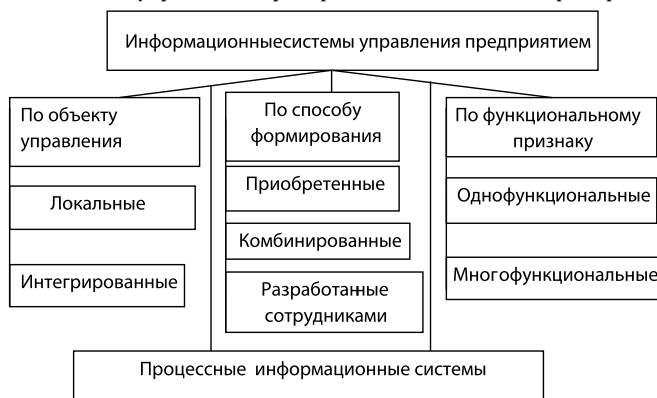 Информационныесистемы управления предприятием
По объекту
управления
Локальные
Интегрированные
По способу
формирования
Приобретенные
Комбинированные
Разработанные
сотрудниками
По функциональному
признаку
Однофункциональные
Многофункциональные
Процессные информационные системы